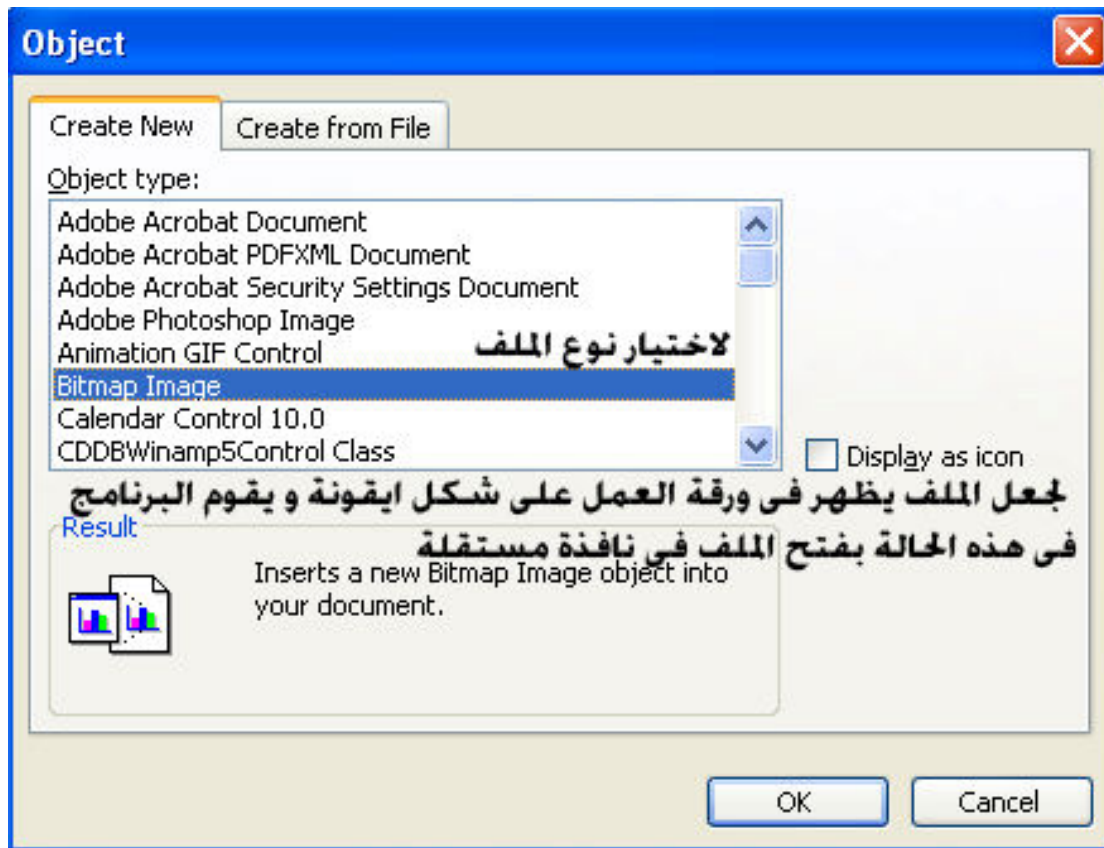 Object
Create New
Create from File
Object type:
Adobe Acrobat Document
Adobe Acrobat PDFXML Document
Adobe Acrobat Security Settings Document
Adobe Photoshop Image
Animation GIF Control
لاختيار نوع الملف
Bitmap Image
Calendar Control 10.0
CDDBWinamp5Control Class
Display as icon
لجعل الملف يظهر فى ورقة العمل على شكل ايقونة و يقوم البرنامج
Result
فى هذه الحالة بفتح الملف فى نافذة مستقلة
Inserts a new Bitmap Image object into
your document.
OK
Cancel